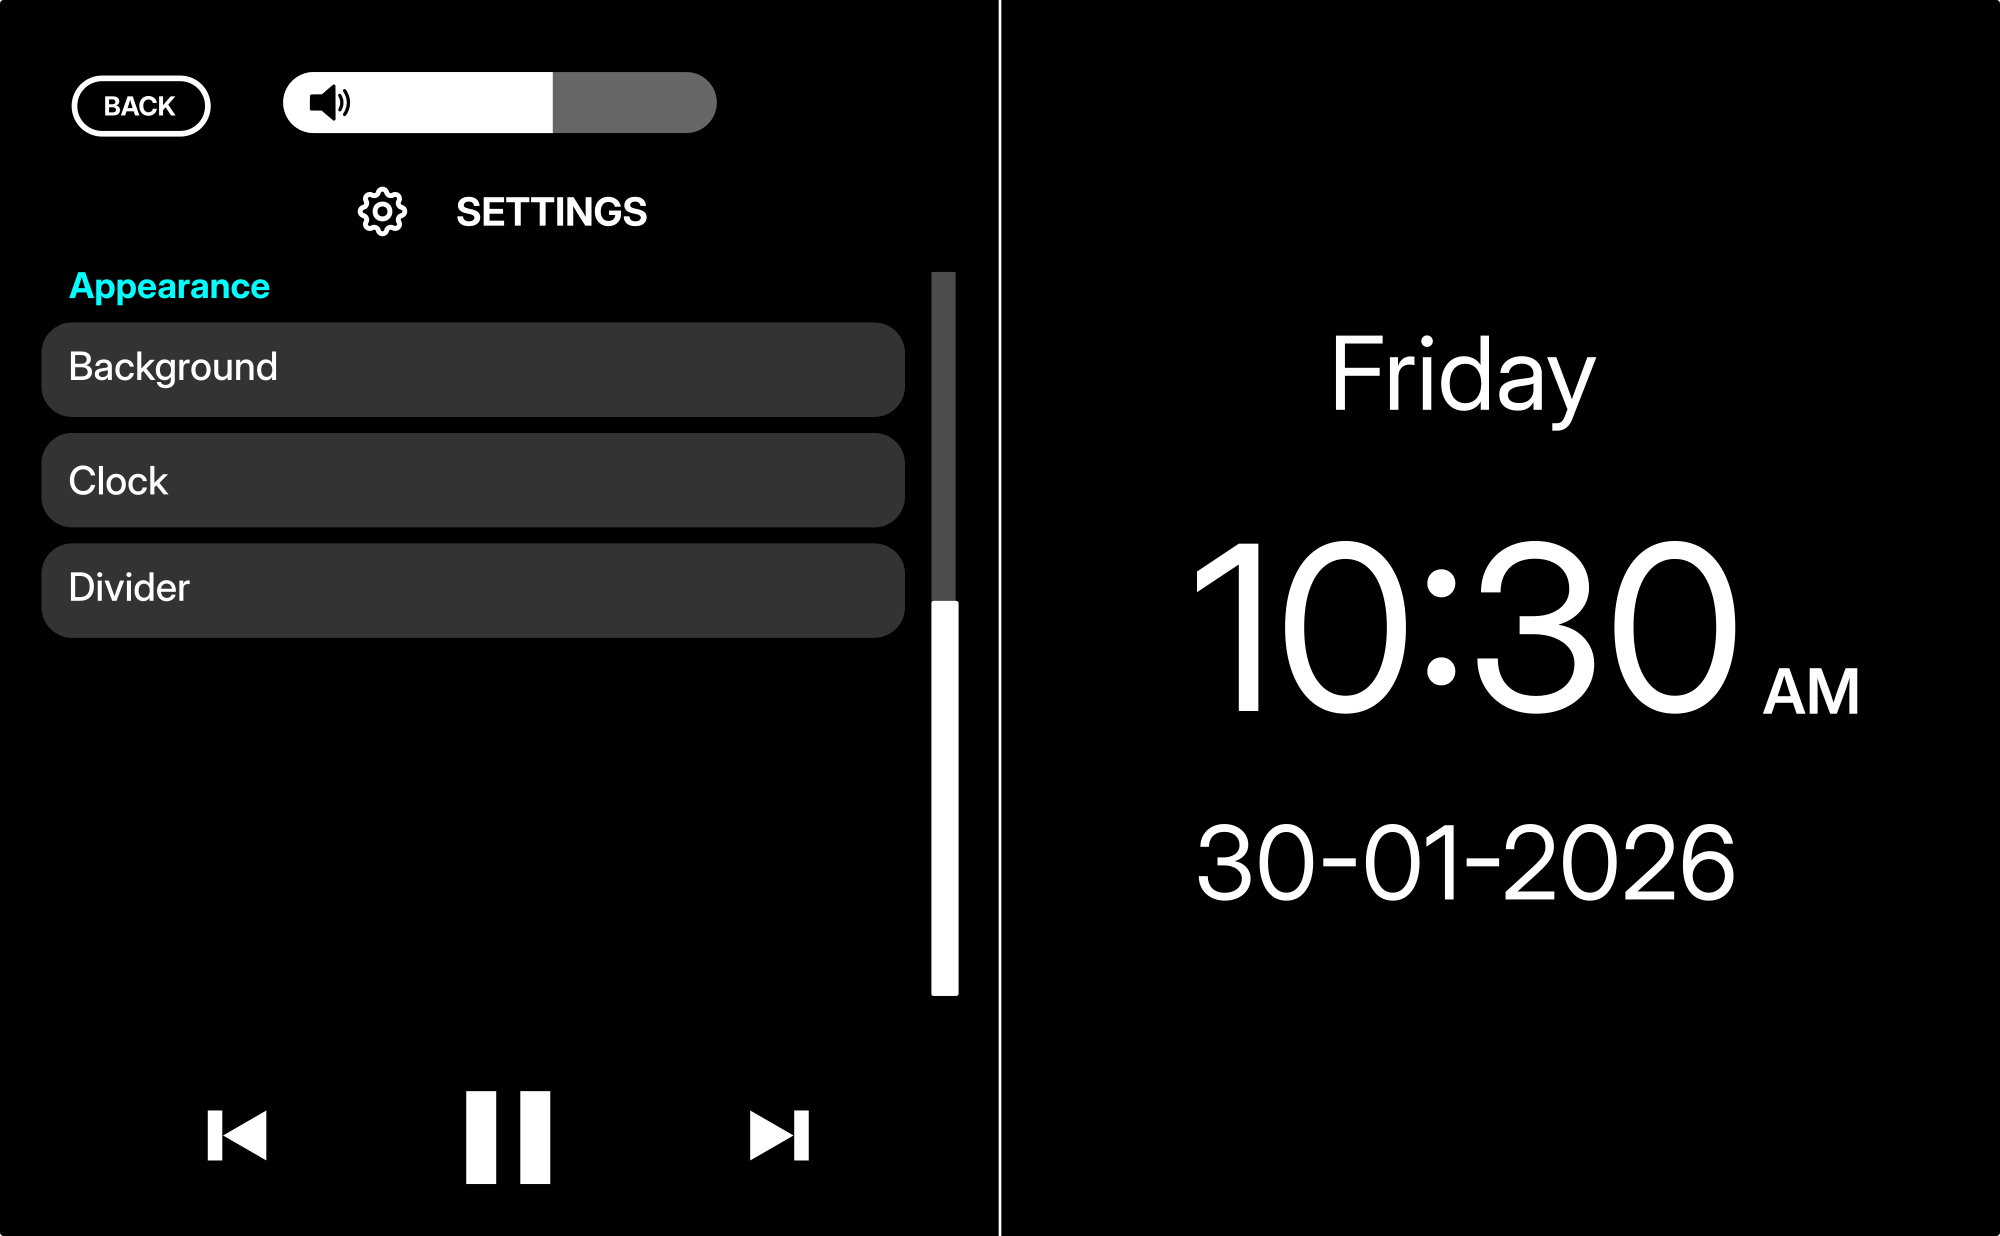 BACK
SETTINGS
Appearance
Background
Clock
Divider
Friday
10:30 AM
30-01-2026